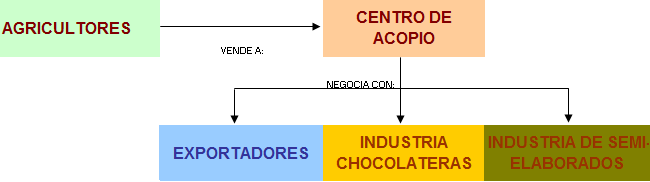 AGRICULTORES
CENTRO DE
ACOPIO
VENDE A:
NEGOCIA CON:
EXPORTADORES
INDUSTRIA
CHOCOLATERAS
INDUSTRIA DE SEMI-
ELABORADOS